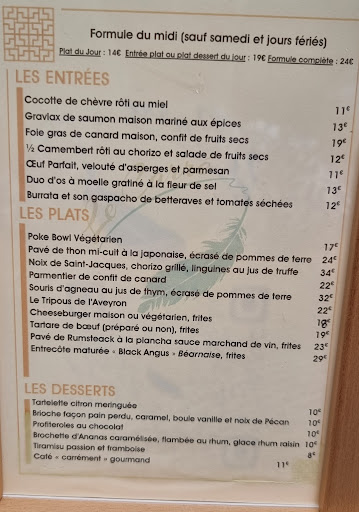 Formule du midi (sauf samedi et jours fériés)
Plat du Jour : 14€ Entrée plat ou plat dessert du jour : 19€ Formule complète : 24€
LES ENTRÉES
Cocotte de chèvre rôti au miel 11€
Gravlax de saumon maison mariné aux épices 13€
Foie gras de canard maison, confit de fruits secs 19€
½ Camembert rôti au chorizo et salade de fruits secs 12€
Œuf Parfait, velouté d'asperges et parmesan 11€
Duo d'os à moelle gratiné à la fleur de sel 13€
Burrata et son gaspacho de betteraves et tomates séchées 12€
LES PLATS
Poke Bowl Végétarien 17€
Pavé de thon mi-cuit à la japonaise, écrasé de pommes de terre 24€
Noix de Saint-Jacques, chorizo grillé, linguines au jus de truffe 34€
Parmentier de confit de canard 22€
Souris d'agneau au jus de thym, écrasé de pommes de terre 32€
Le Tripous de l'Aveyron 22€
Cheeseburger maison ou végétarien, frites 18€
Tartare de bœuf (préparé ou non), frites 19€
Pavé de Rumsteack à la plancha sauce marchand de vin, frites 23€
Entrecôte maturée « Black Angus » Béarnaise, frites 29€
LES DESSERTS
Tartelette citron meringuée 10€
Brioche façon pain perdu, caramel, boule vanille et noix de Pécan 10€
Profiteroles au chocolat 10€
Brochette d'Ananas caramélisée, flambée au rhum, glace rhum raisin 10€
Tiramisu passion et framboise 8€
Café « carrément » gourmand 11€